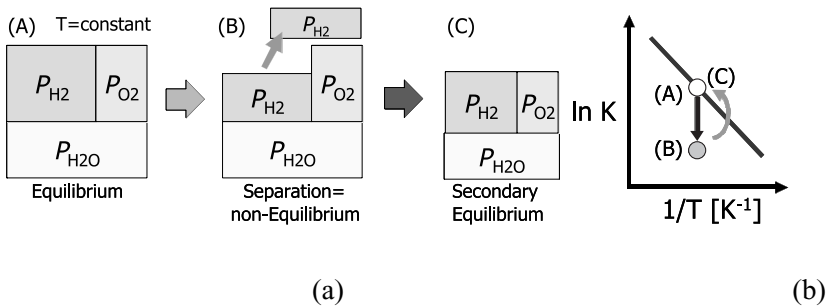 (A) T=constant
P_H2
P_O2
P_H2O
Equilibrium
(B)
P_H2
P_H2
P_O2
P_H2O
Separation=
non-Equilibrium
(C)
P_H2
P_O2
P_H2O
Secondary
Equilibrium
ln K
(A)
(C)
(B)
1/T [K⁻¹]
(a)
(b)